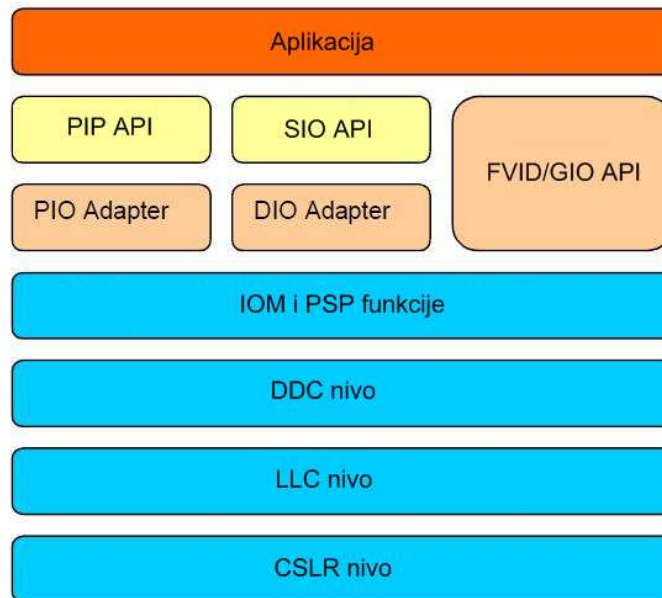 Aplikacija
PIP API
SIO API
FVID/GIO API
PIO Adapter
DIO Adapter
IOM i PSP funkcije
DDC nivo
LLC nivo
CSLR nivo